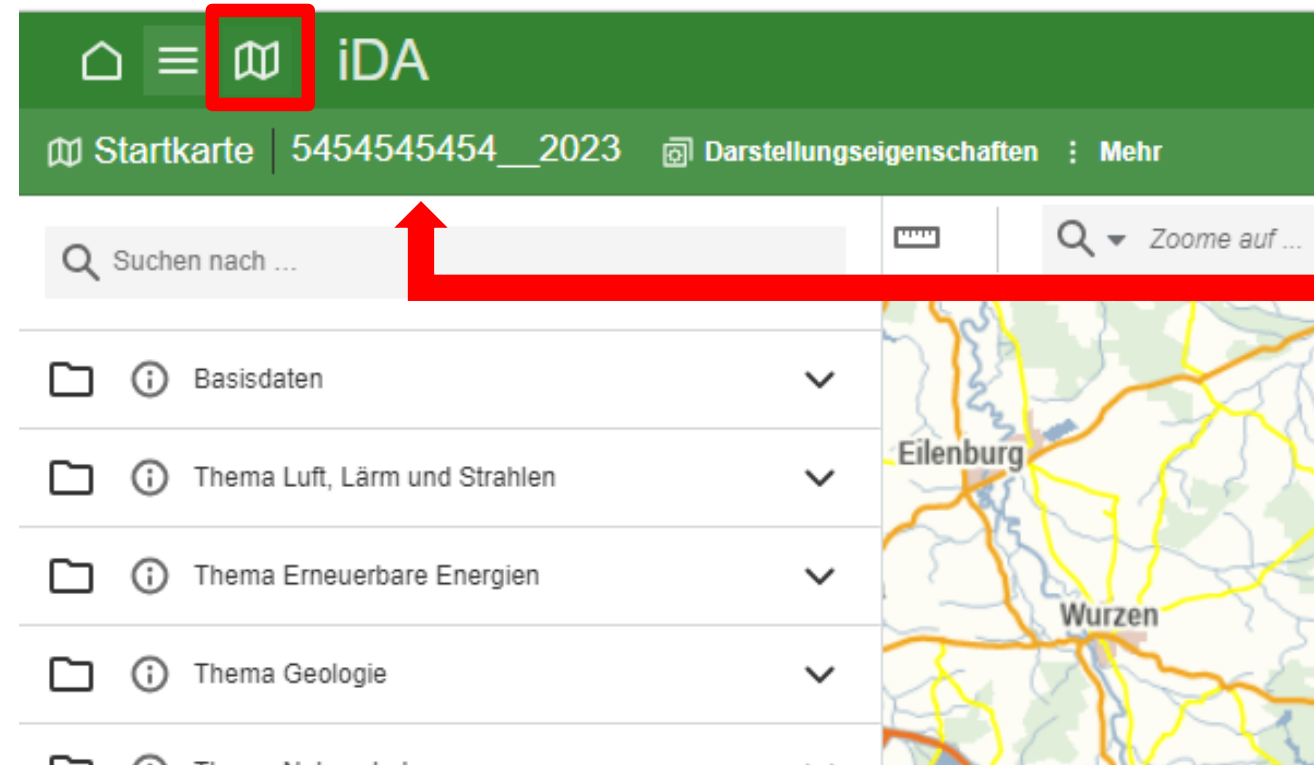 iDA
Startkarte 5454545454__2023 Darstellungseigenschaften Mehr
Suchen nach ...
Zoome auf ...
Basisdaten
Thema Luft, Lärm und Strahlen
Thema Erneuerbare Energien
Thema Geologie
Eilenburg
Wurzen